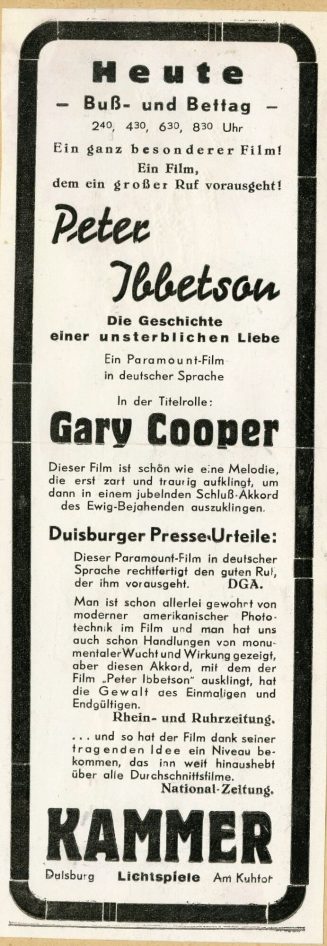 Heute
– Buß- und Bettag –
2⁴⁰, 4³⁰, 6³⁰, 8³⁰ Uhr
Ein ganz besonderer Film!
Ein Film,
dem ein großer Ruf vorausgeht!
Peter
Ibbetson
Die Geschichte
einer unsterblichen Liebe
Ein Paramount-Film
in deutscher Sprache
In der Titelrolle:
Gary Cooper
Dieser Film ist schön wie eine Melodie,
die erst zart und traurig aufklingt, um
dann in einem jubelnden Schluß-Akkord
des Ewig-Bejahenden auszuklingen.
Duisburger Presse-Urteile:
Dieser Paramount-Film in deutscher
Sprache rechtfertigt den guten Ruf,
der ihm vorausgeht. DGA.
Man ist schon allerlei gewohnt von
moderner amerikanischer Photo-
technik im Film und man hat uns
auch schon Handlungen von monu-
mentaler Wucht und Wirkung gezeigt,
aber diesen Akkord, mit dem der
Film „Peter Ibbetson" ausklingt, hat
die Gewalt des Einmaligen und
Endgültigen.
Rhein- und Ruhrzeitung.
... und so hat der Film dank seiner
tragenden Idee ein Niveau be-
kommen, das inn weit hinaushebt
über alle Durchschnittsfilme.
National-Zeitung.
KAMMER
Duisburg Lichtspiele Am Kuhtor